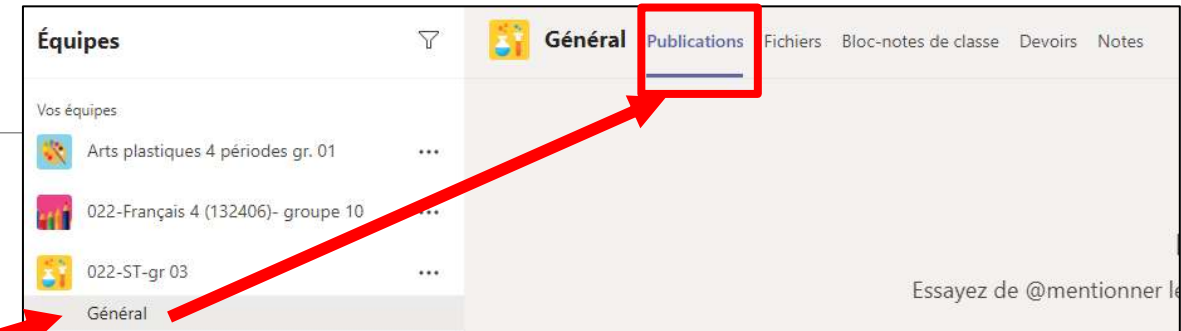 Équipes
Général Publications Fichiers Bloc-notes de classe Devoirs Notes
Vos équipes
Arts plastiques 4 périodes gr. 01
022-Français 4 (132406)- groupe 10
022-ST-gr 03
Général
Essayez de @mentionner le